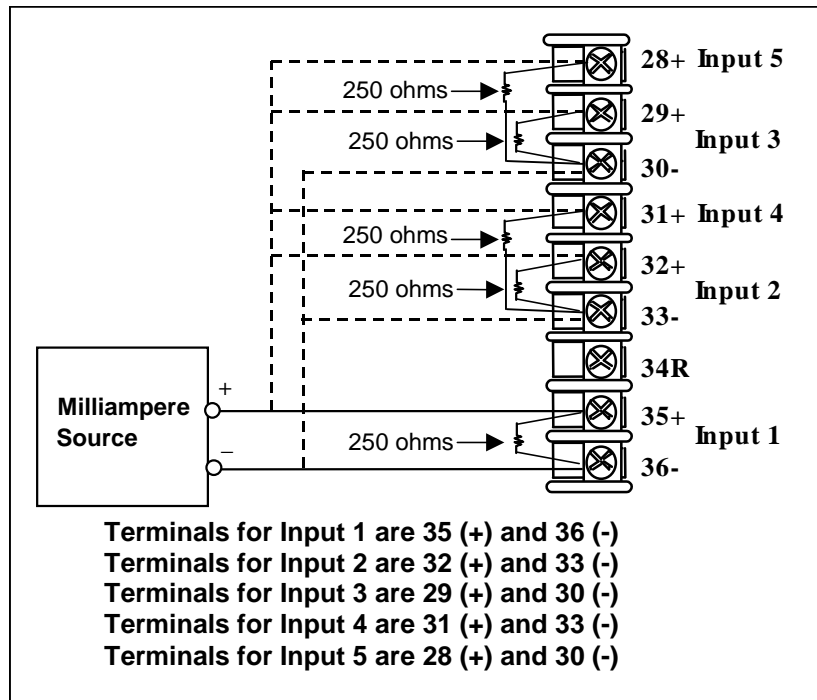 28+ Input 5
250 ohms
29+
250 ohms
Input 3
30-
31+ Input 4
250 ohms
32+
250 ohms
Input 2
33-
34R
+
Milliampere
Source
35+
250 ohms
Input 1
–
36-
Terminals for Input 1 are 35 (+) and 36 (-)
Terminals for Input 2 are 32 (+) and 33 (-)
Terminals for Input 3 are 29 (+) and 30 (-)
Terminals for Input 4 are 31 (+) and 33 (-)
Terminals for Input 5 are 28 (+) and 30 (-)